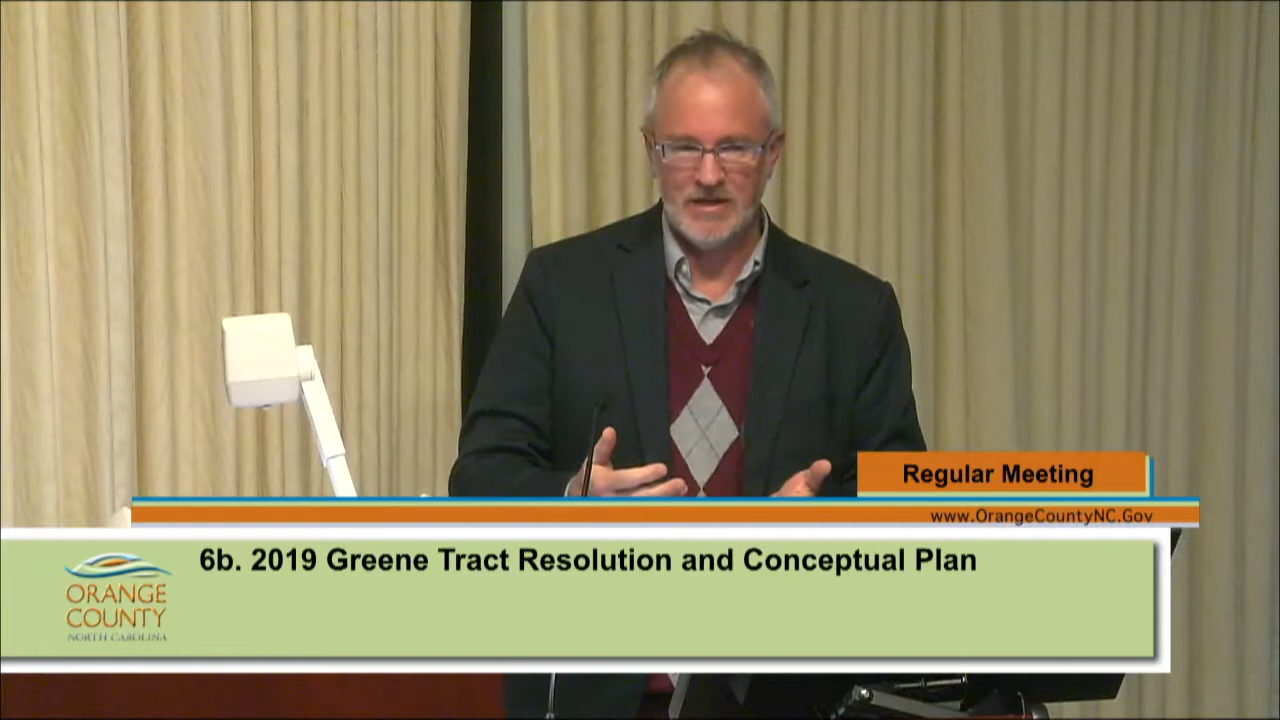 Regular Meeting
www.OrangeCountyNC.Gov
6b. 2019 Greene Tract Resolution and Conceptual Plan
ORANGE
COUNTY
NORTH CAROLINA